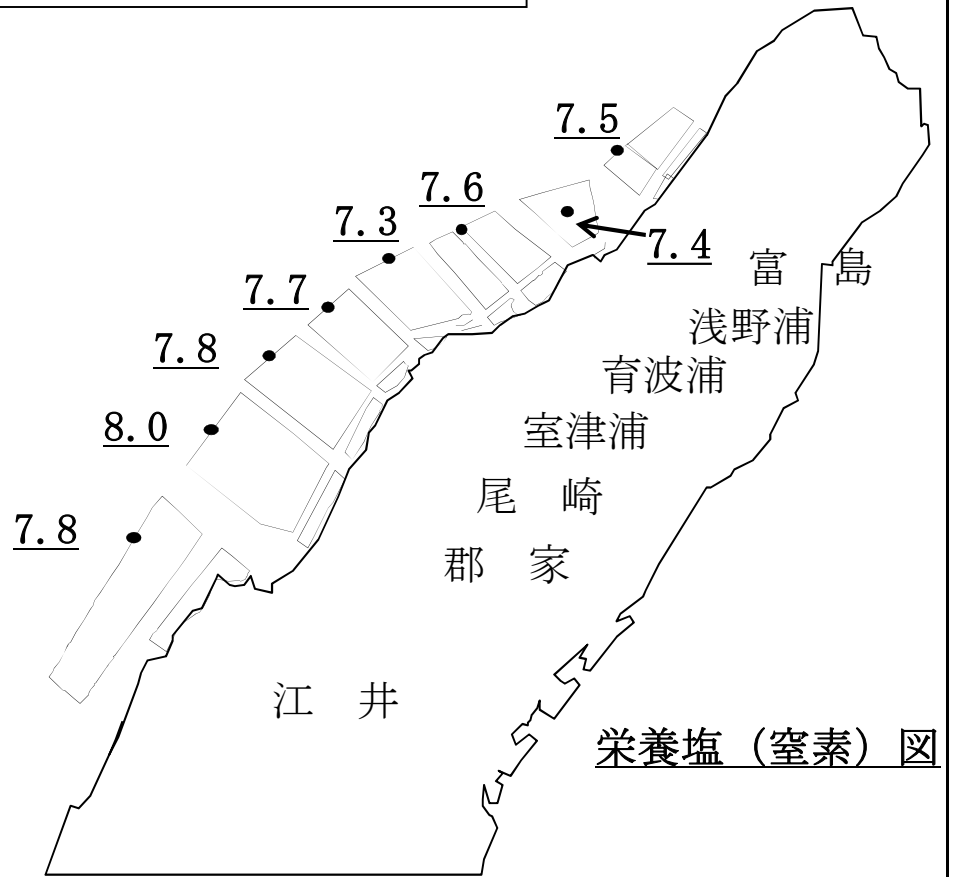 7.5
7.6
7.3
7.4
7.7
7.8
8.0
7.8
富　島
浅野浦
育波浦
室津浦
尾　崎
郡　家
江　井
栄養塩（窒素）図